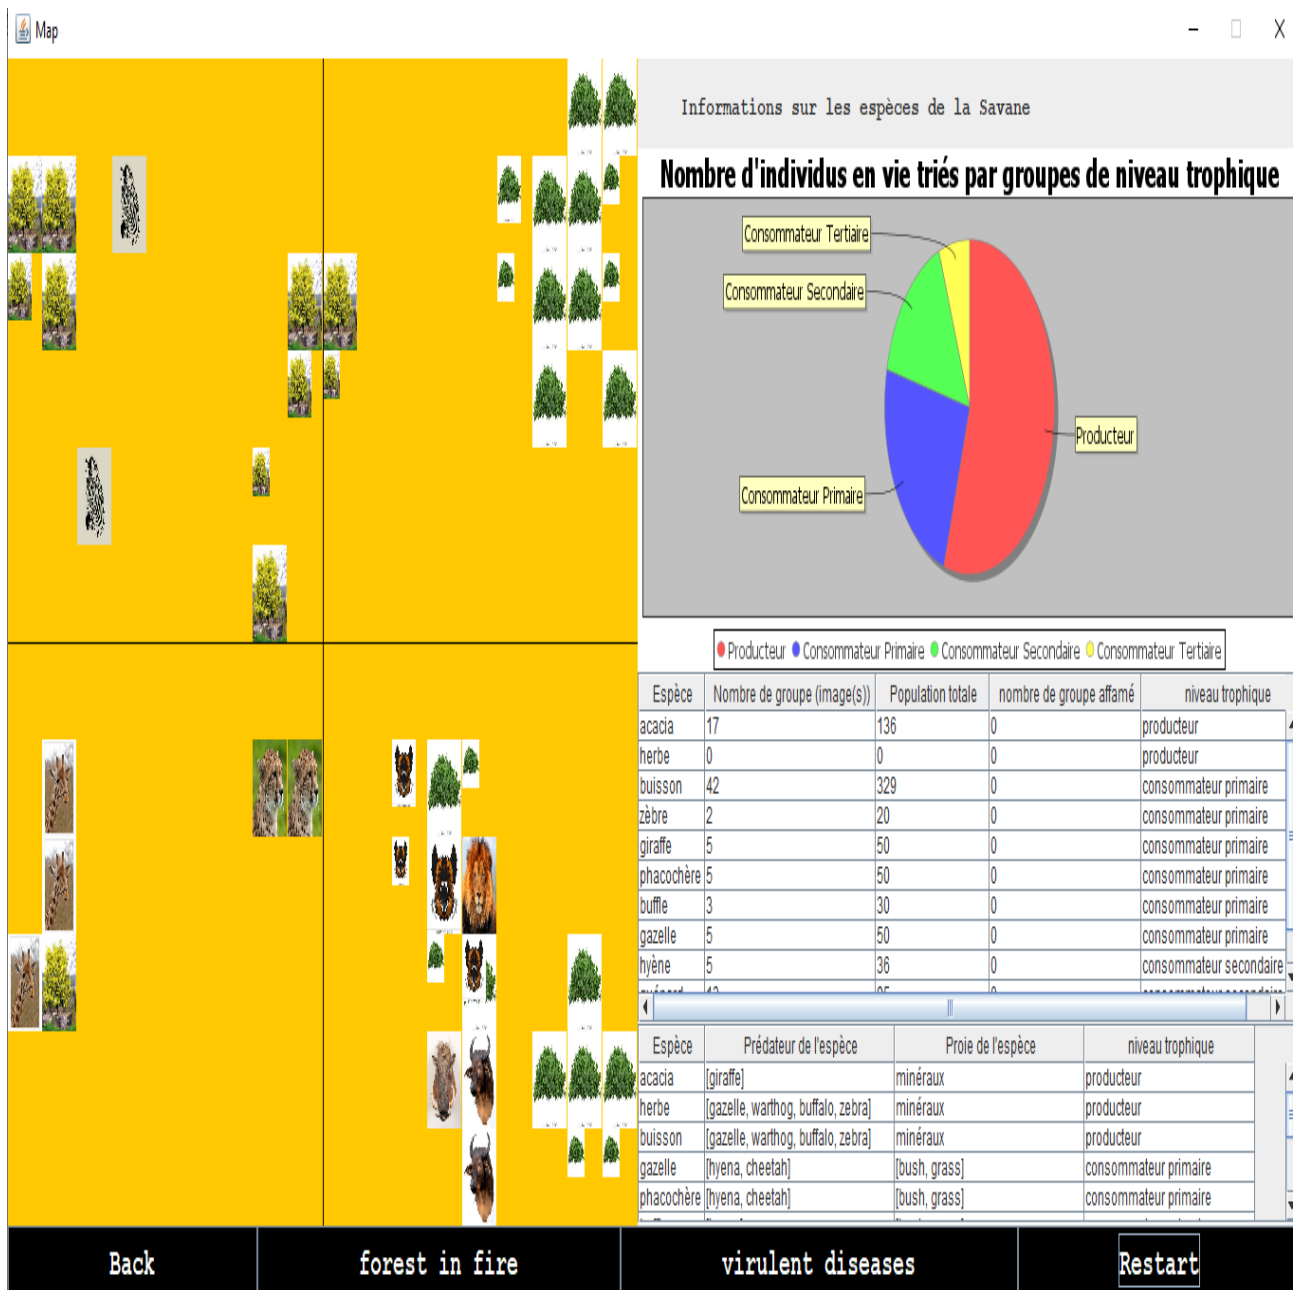 Map
Informations sur les espèces de la Savane
Nombre d'individus en vie triés par groupes de niveau trophique
Consommateur Tertiaire
Consommateur Secondaire
Producteur
Consommateur Primaire
Producteur Consommateur Primaire Consommateur Secondaire Consommateur Tertiaire
Espèce Nombre de groupe (image(s)) Population totale nombre de groupe affamé niveau trophique
acacia 17 136 0 producteur
herbe 0 0 0 producteur
buisson 42 329 0 consommateur primaire
zèbre 2 20 0 consommateur primaire
giraffe 5 50 0 consommateur primaire
phacochère 5 50 0 consommateur primaire
buffle 3 30 0 consommateur primaire
gazelle 5 50 0 consommateur primaire
hyène 5 36 0 consommateur secondaire
Espèce Prédateur de l'espèce Proie de l'espèce niveau trophique
acacia [giraffe] minéraux producteur
herbe [gazelle, warthog, buffalo, zebra] minéraux producteur
buisson [gazelle, warthog, buffalo, zebra] minéraux producteur
gazelle [hyena, cheetah] [bush, grass] consommateur primaire
phacochère [hyena, cheetah] [bush, grass] consommateur primaire
Back forest in fire virulent diseases Restart